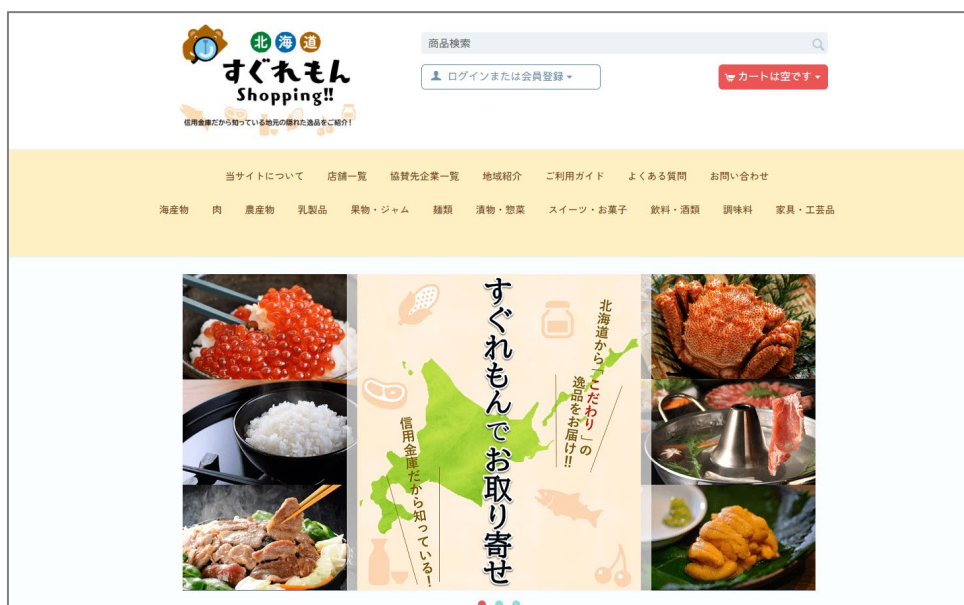 北海道
すぐれもん
Shopping!!
信用金庫だから知っている地元の隠れた逸品をご紹介!
商品検索
ログインまたは会員登録
カートは空です
当サイトについて 店舗一覧 協賛先企業一覧 地域紹介 ご利用ガイド よくある質問 お問い合わせ
海産物 肉 農産物 乳製品 果物・ジャム 麺類 漬物・惣菜 スイーツ・お菓子 飲料・酒類 調味料 家具・工芸品
北海道から「こだわり」の
逸品をお届け!!
すぐれもんでお取り寄せ
信用金庫だから知っている!